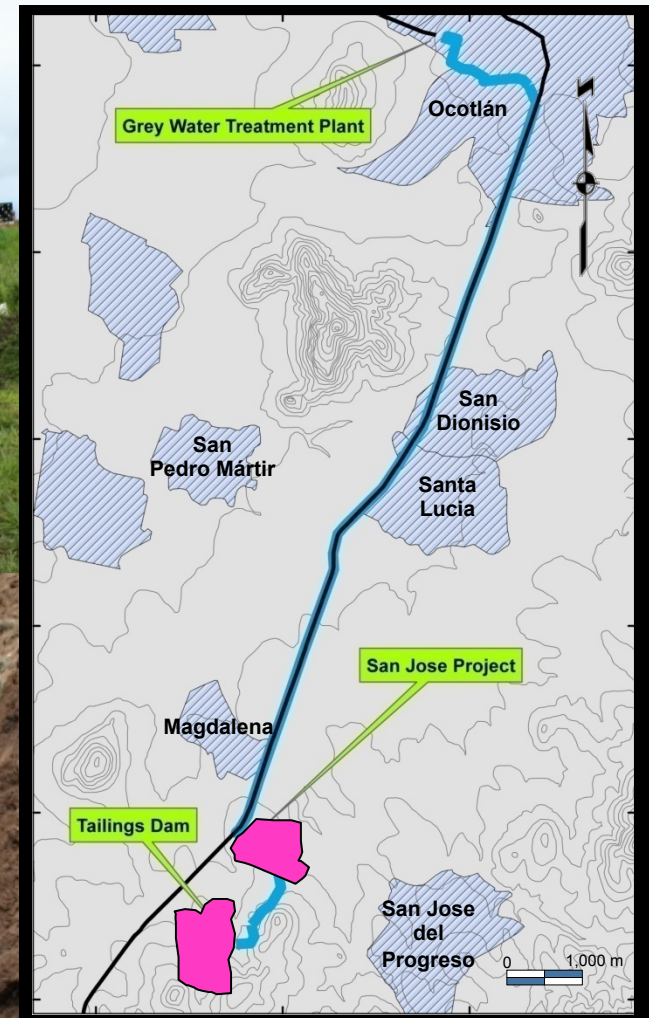 Grey Water Treatment Plant
Ocotlán
San
Dionisio
San
Pedro Mártir
Santa
Lucia
San Jose Project
Magdalena
Tailings Dam
San Jose
del
Progreso
0 1,000 m